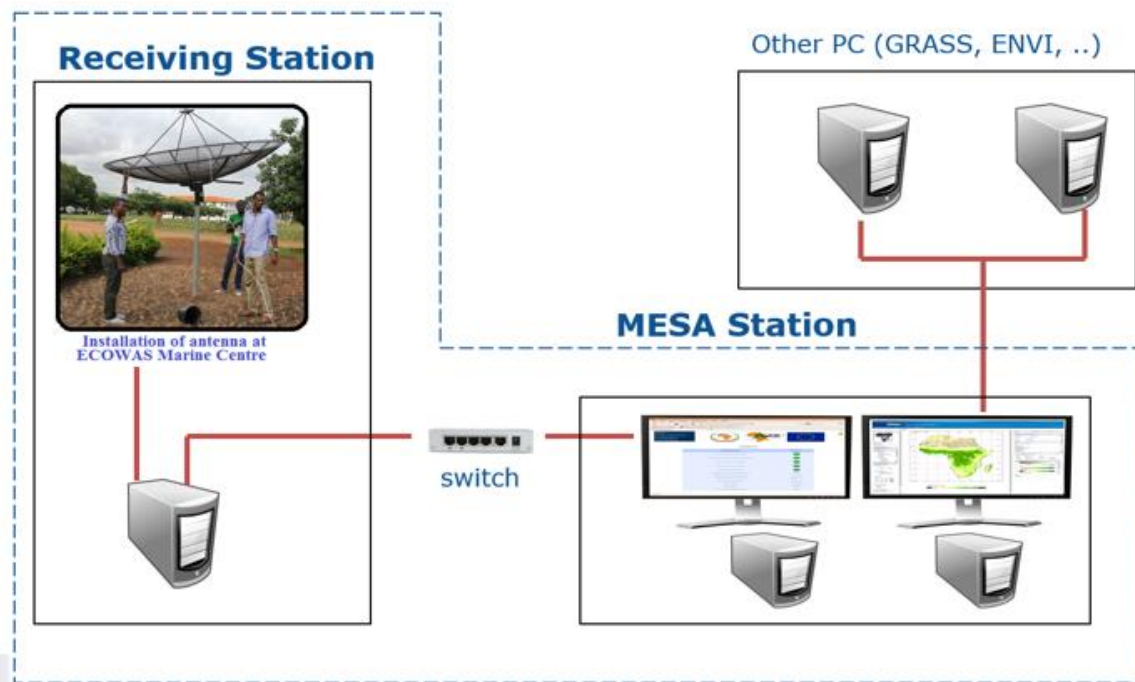 Receiving Station
Other PC (GRASS, ENVI, ..)
Installation of antenna at
ECOWAS Marine Centre
MESA Station
switch